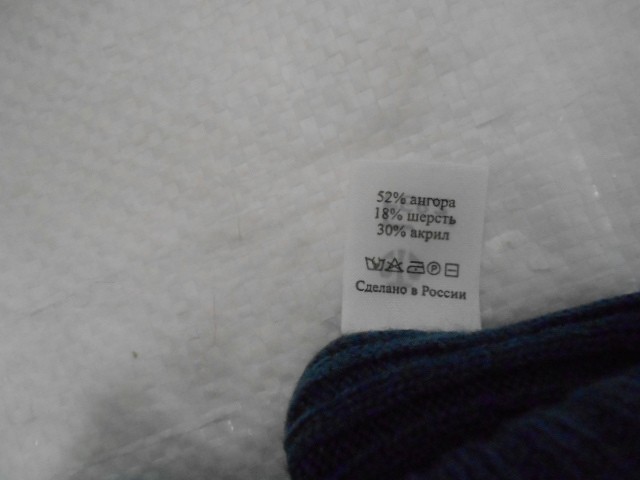 52% ангора
18% шерсть
30% акрил
Сделано в России